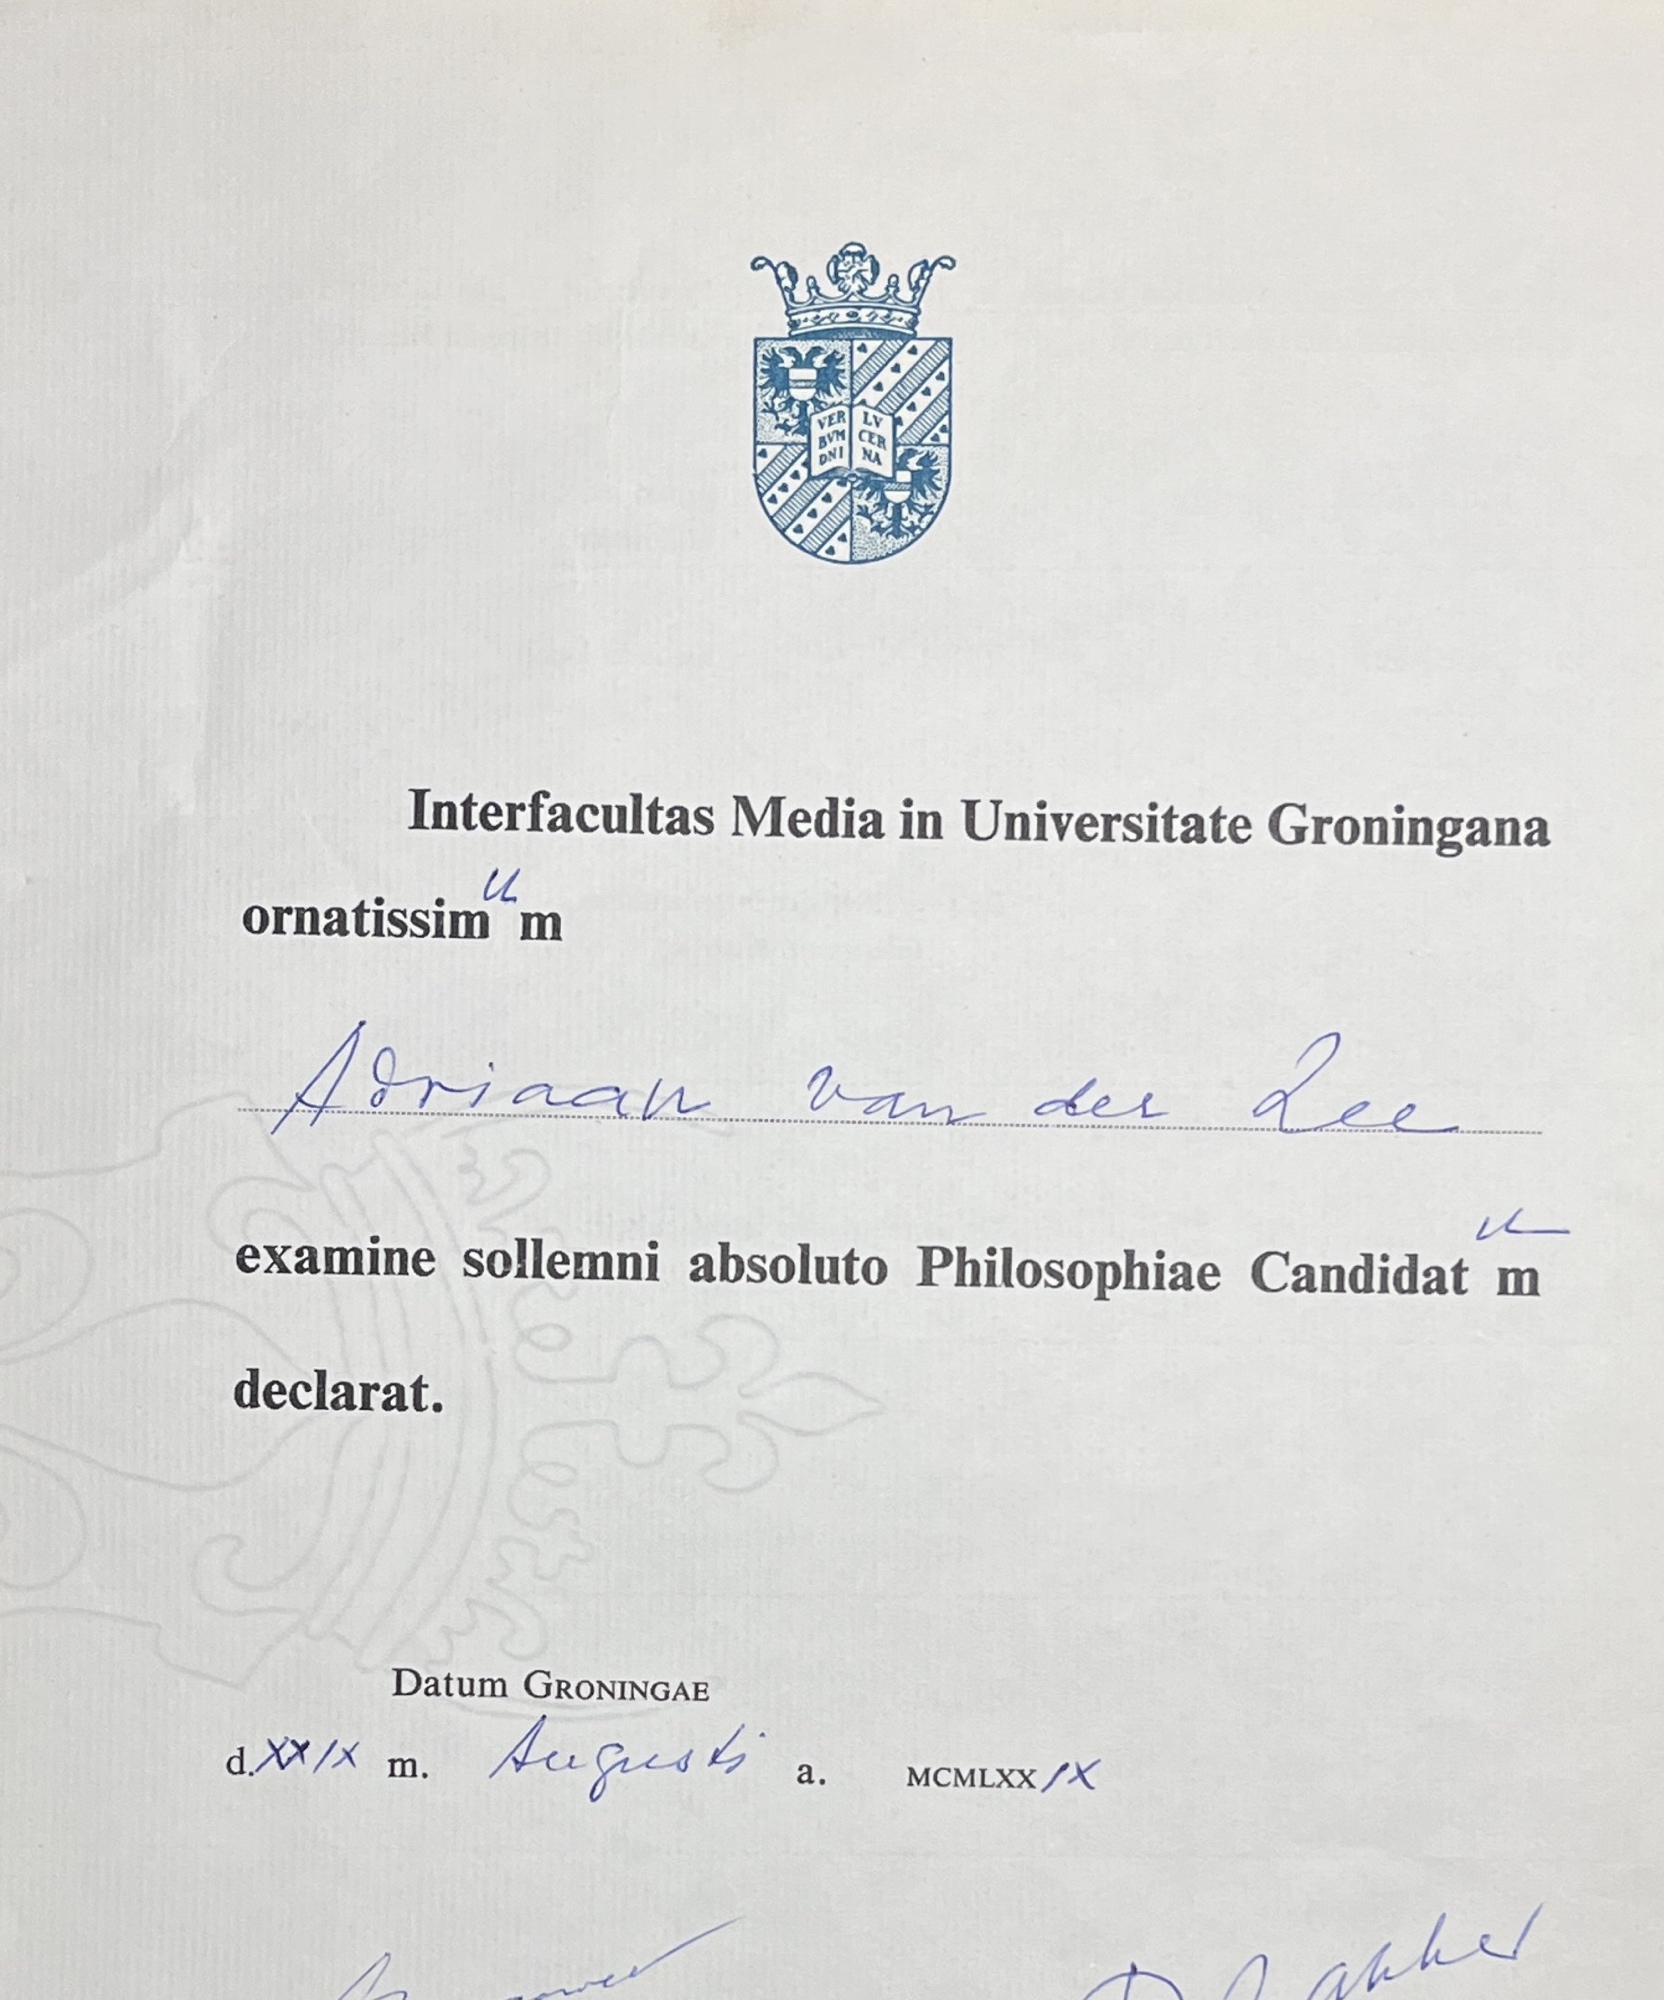 VER LV
BVM CER
DNI NA
Interfacultas Media in Universitate Groningana
ornatissimum
Adriaan van der Lee
examine sollemni absoluto Philosophiae Candidatum
declarat.
Datum GRONINGAE
d. XXIX m. Augusti a. MCMLXXIX